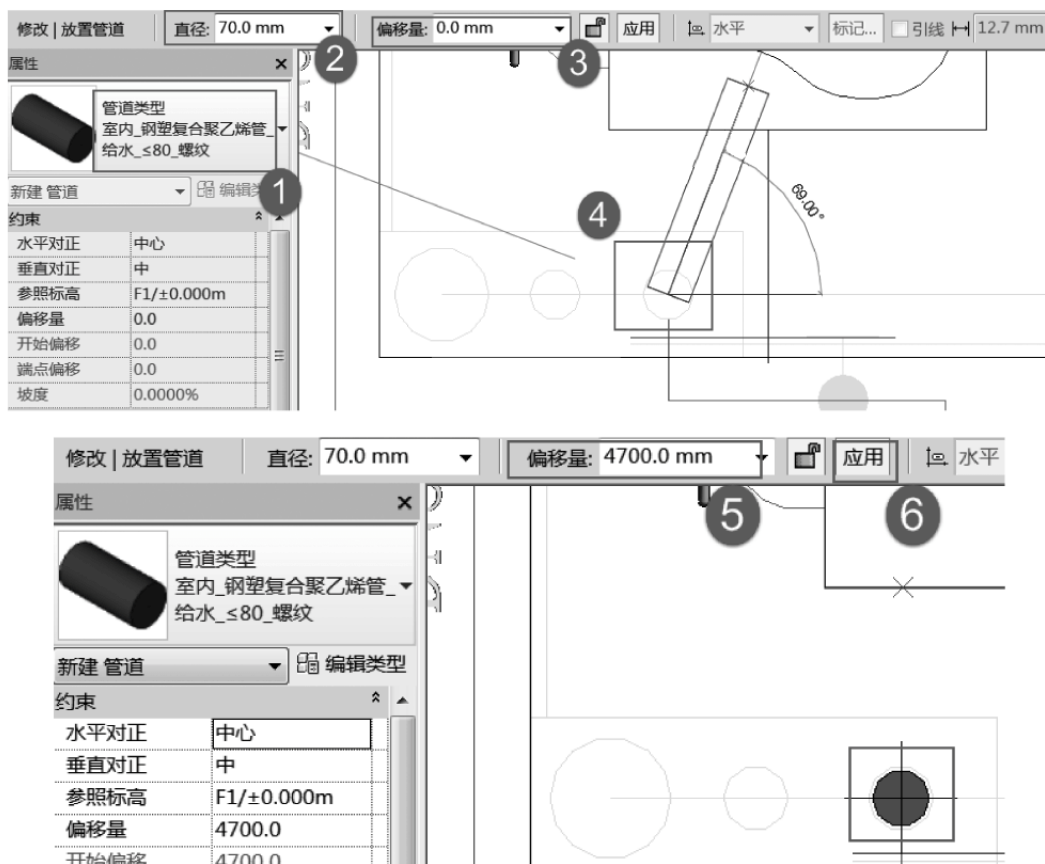 修改 | 放置管道 直径: 70.0 mm 偏移量: 0.0 mm 应用 水平 标记... 引线 12.7 mm
属性
2
3
管道类型
室内_钢塑复合聚乙烯管_
给水_≤80_螺纹
新建 管道
1
约束
水平对正 中心
垂直对正 中
参照标高 F1/±0.000m
偏移量 0.0
开始偏移 0.0
端点偏移 0.0
坡度 0.0000%
4
69.00°
修改 | 放置管道 直径: 70.0 mm 偏移量: 4700.0 mm 应用 水平
属性
5
6
管道类型
室内_钢塑复合聚乙烯管_
给水_≤80_螺纹
新建 管道 编辑类型
约束
水平对正 中心
垂直对正 中
参照标高 F1/±0.000m
偏移量 4700.0
开始偏移 4700.0